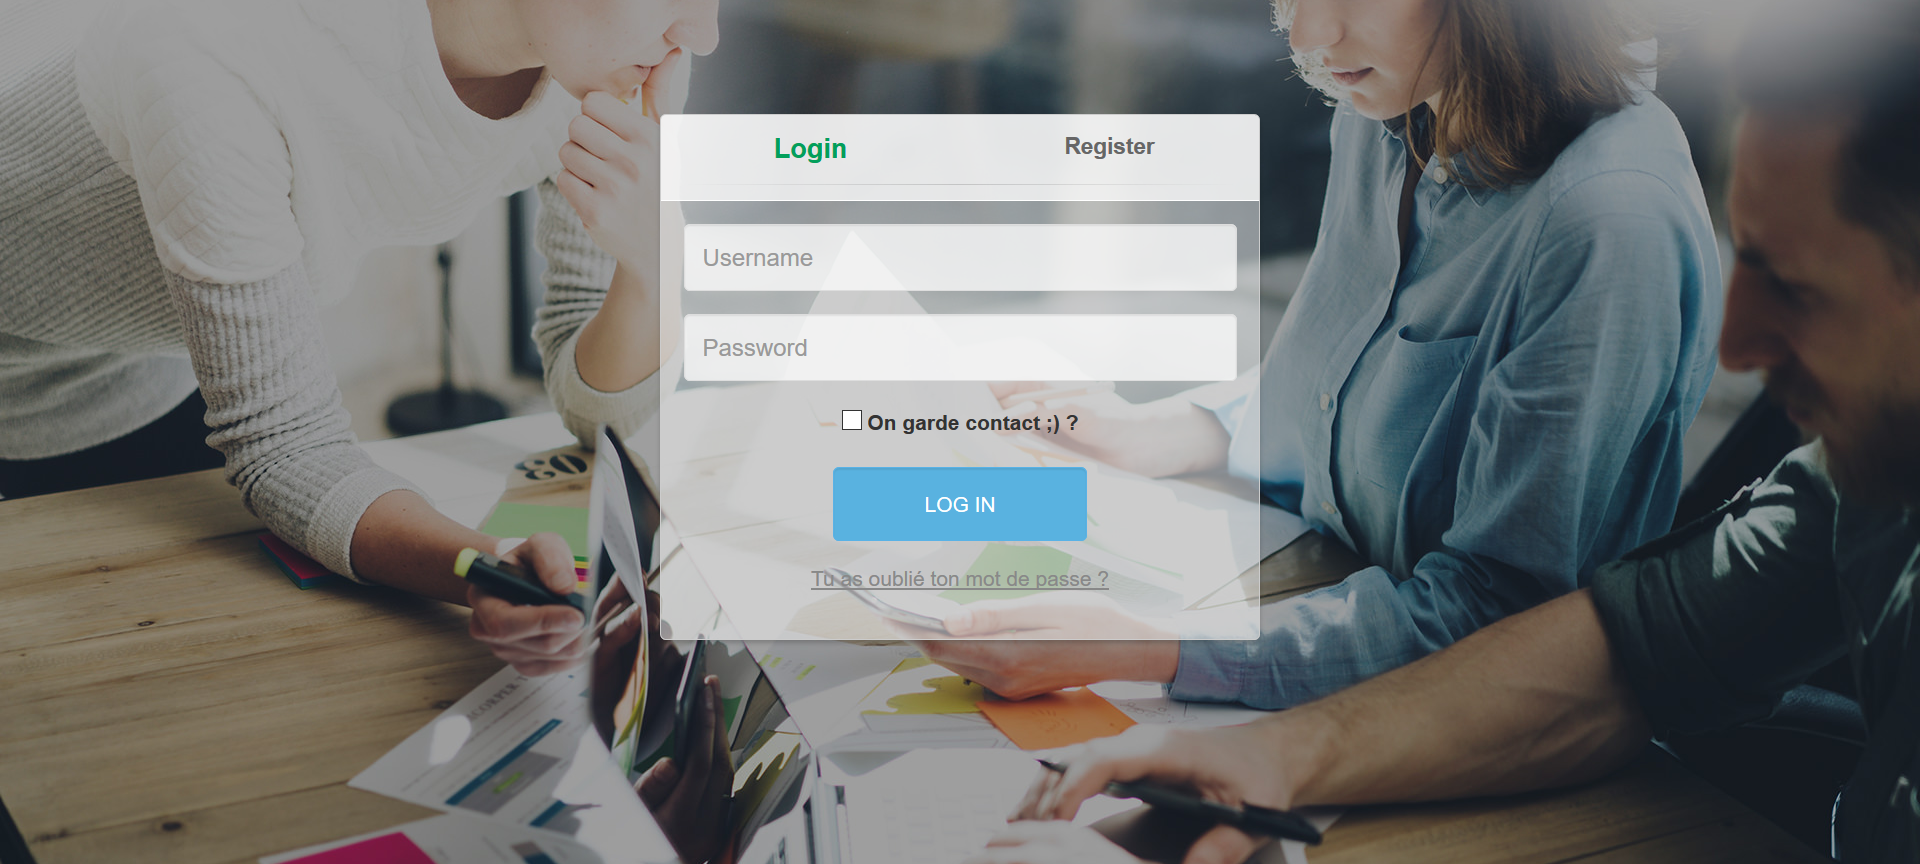 Login
Register
Username
Password
On garde contact ;) ?
LOG IN
Tu as oublié ton mot de passe ?